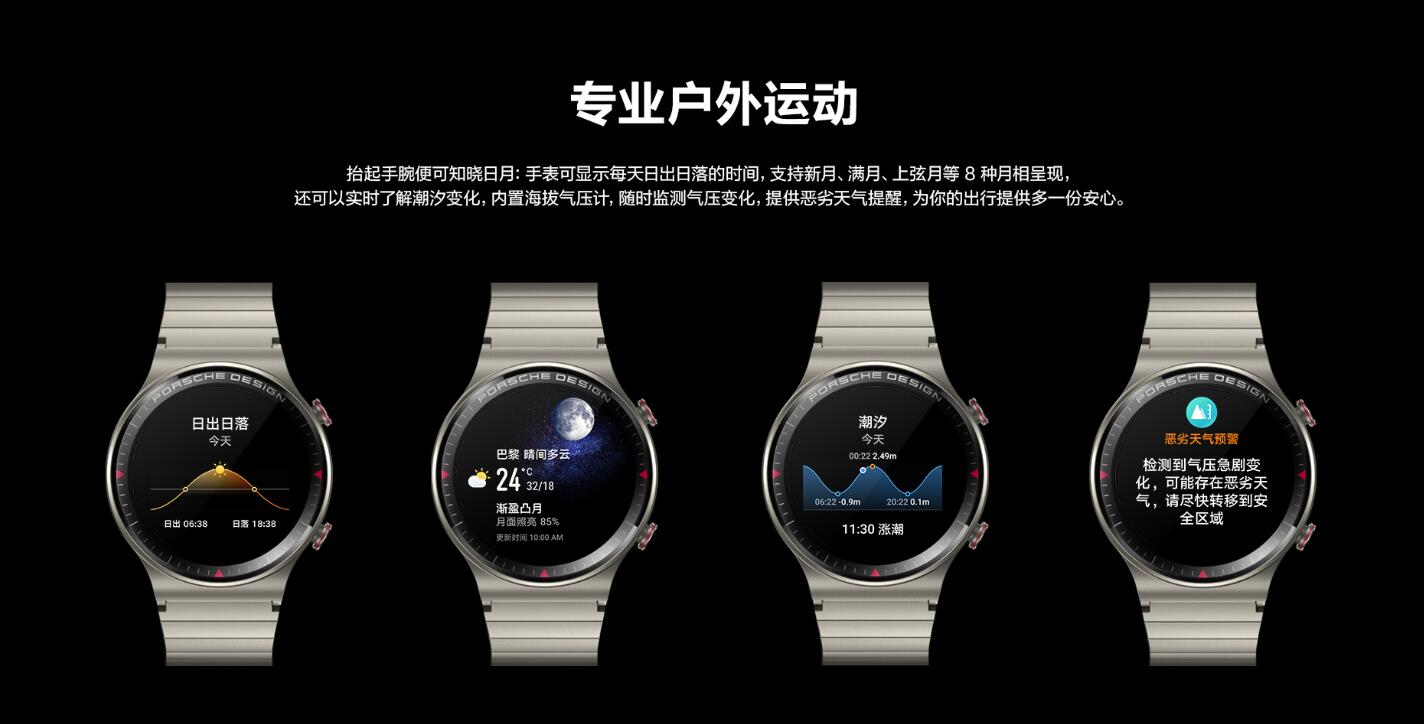 专业户外运动
抬起手腕便可知晓日月：手表可显示每天日出日落的时间，支持新月、满月、上弦月等 8 种月相呈现，
还可以实时了解潮汐变化，内置海拔气压计，随时监测气压变化，提供恶劣天气提醒，为你的出行提供多一份安心。
PORSCHE DESIGN
日出日落
今天
日出 06:38 日落 18:38
PORSCHE DESIGN
巴黎 晴间多云
24°C 32/18
渐盈凸月
月面照亮 85%
更新时间 10:00 AM
PORSCHE DESIGN
潮汐
今天
00:22 2.49m
06:22 -0.9m 20:22 0.1m
11:30 涨潮
PORSCHE DESIGN
恶劣天气预警
检测到气压急剧变
化，可能存在恶劣天
气，请尽快转移到安
全区域